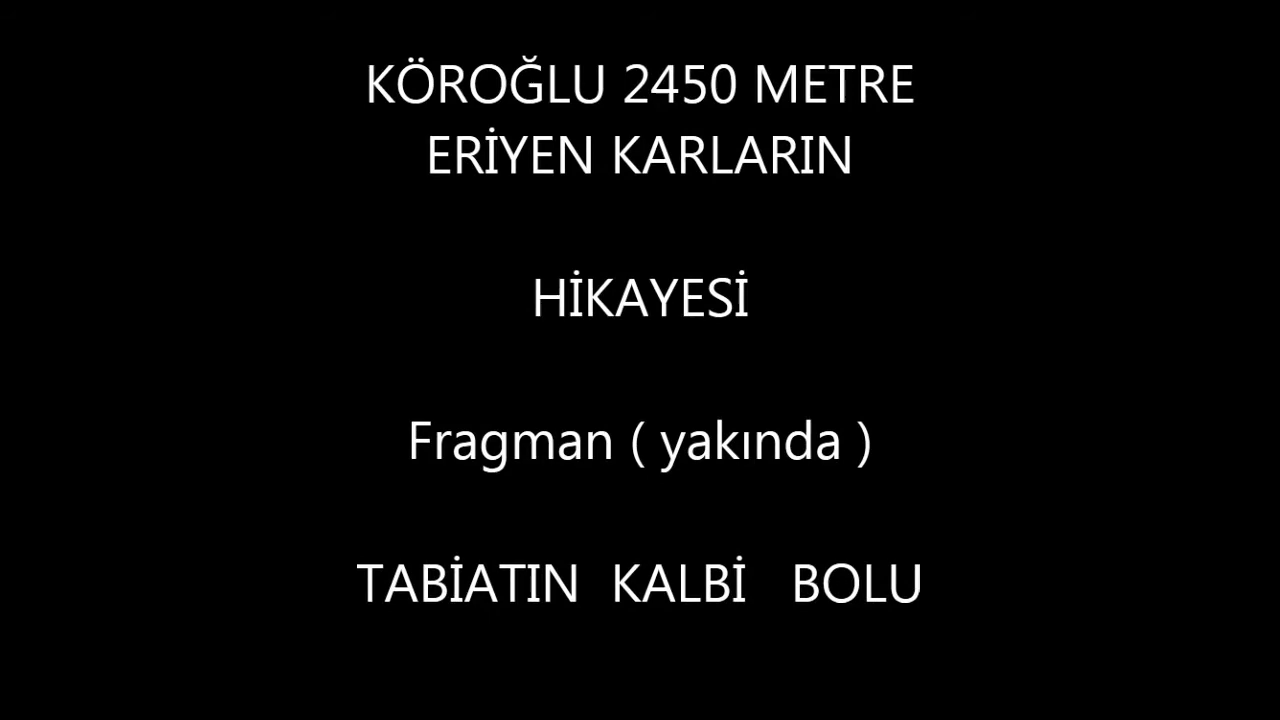 KÖROĞLU 2450 METRE
ERİYEN KARLARIN
HİKAYESİ
Fragman ( yakında )
TABİATIN KALBİ BOLU